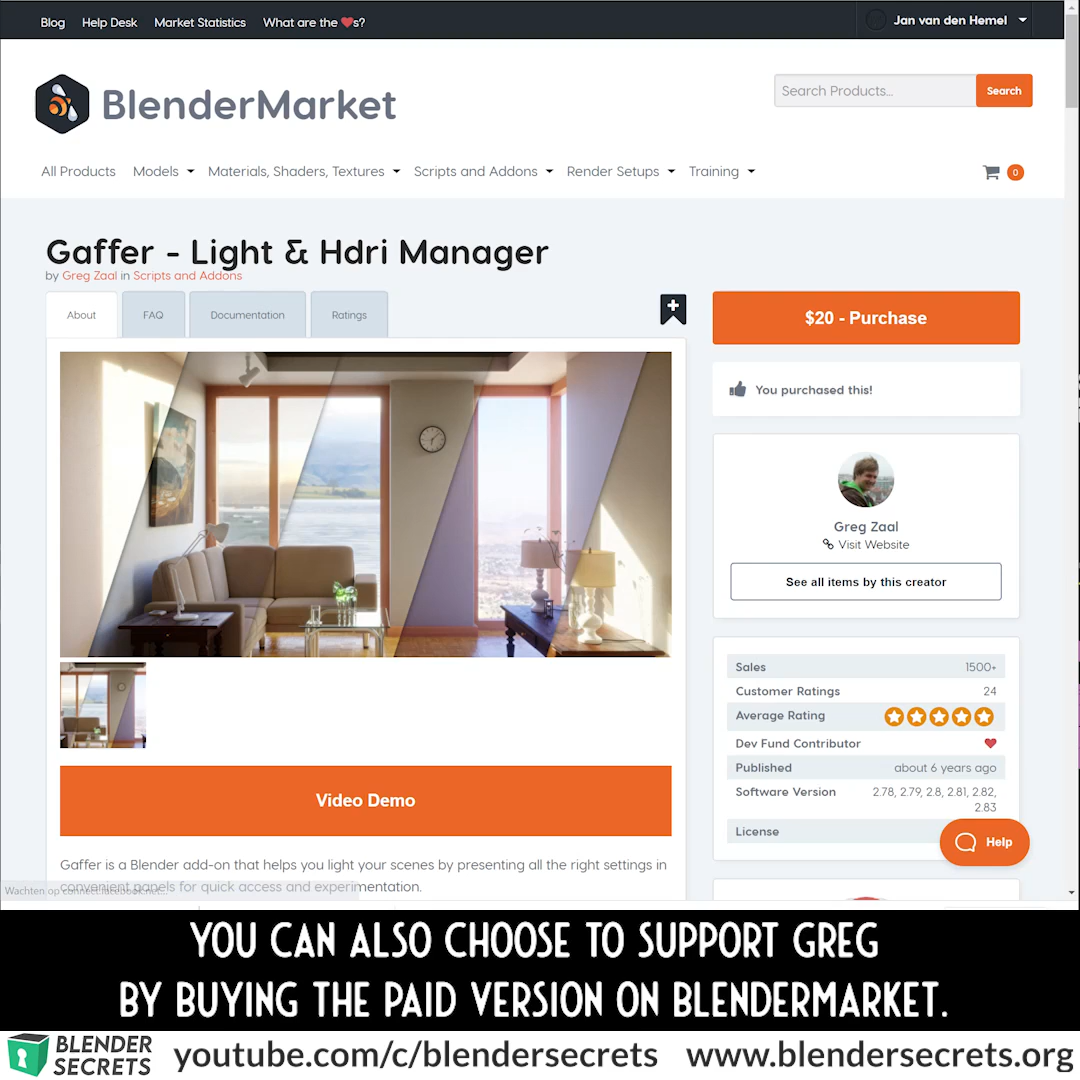 Blog Help Desk Market Statistics What are the ❤s? Jan van den Hemel
BlenderMarket
Search Products... Search
All Products Models Materials, Shaders, Textures Scripts and Addons Render Setups Training 0
Gaffer - Light & Hdri Manager
by Greg Zaal in Scripts and Addons
About FAQ Documentation Ratings
$20 - Purchase
You purchased this!
Greg Zaal
Visit Website
See all items by this creator
Sales 1500+
Customer Ratings 24
Average Rating
Dev Fund Contributor ❤
Published about 6 years ago
Software Version 2.78, 2.79, 2.8, 2.81, 2.82,
2.83
License
Help
Video Demo
Gaffer is a Blender add-on that helps you light your scenes by presenting all the right settings in
convenient panels for quick access and experimentation.
Wachten op connect.facebook.net...
YOU CAN ALSO CHOOSE TO SUPPORT GREG
BY BUYING THE PAID VERSION ON BLENDERMARKET.
BLENDER
SECRETS
youtube.com/c/blendersecrets www.blendersecrets.org